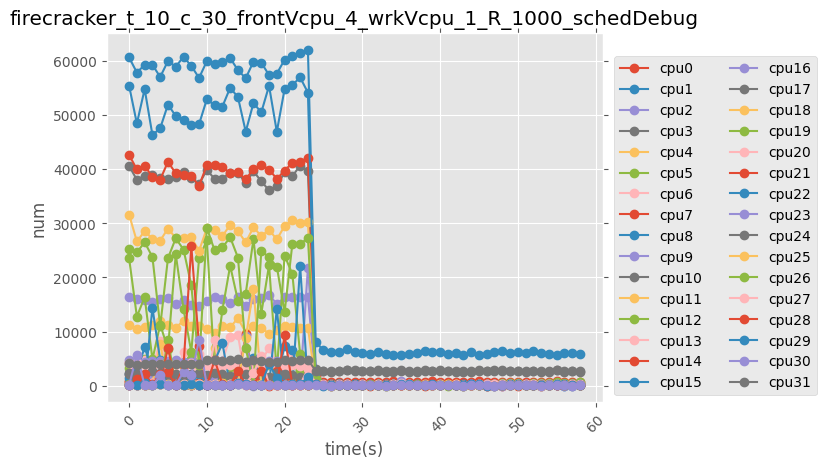 firecracker_t_10_c_30_frontVcpu_4_wrkVcpu_1_R_1000_schedDebug
60000
50000
40000
30000
20000
10000
0
num
0
10
20
30
40
50
60
time(s)
cpu0
cpu1
cpu2
cpu3
cpu4
cpu5
cpu6
cpu7
cpu8
cpu9
cpu10
cpu11
cpu12
cpu13
cpu14
cpu15
cpu16
cpu17
cpu18
cpu19
cpu20
cpu21
cpu22
cpu23
cpu24
cpu25
cpu26
cpu27
cpu28
cpu29
cpu30
cpu31